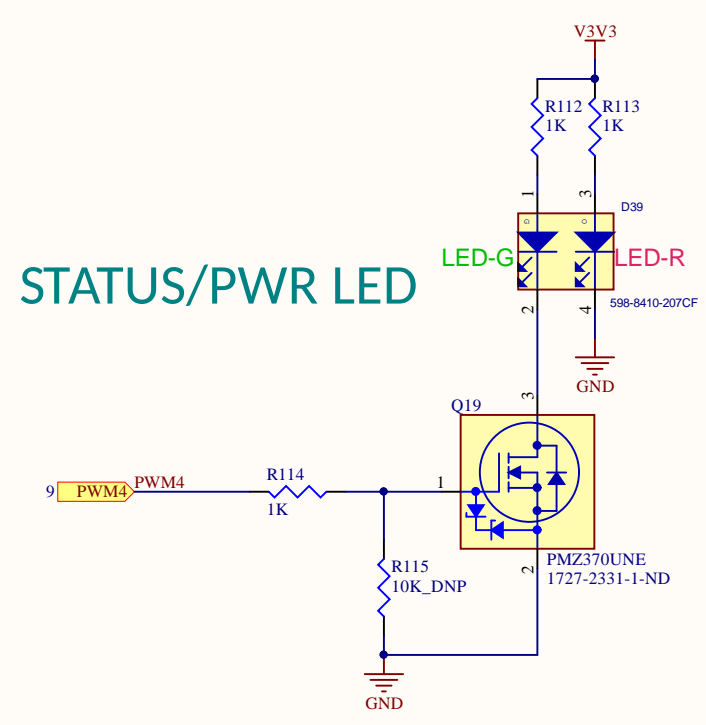 V3V3
R112
1K
R113
1K
1
3
D39
G
O
LED-G
LED-R
STATUS/PWR LED
2
4
598-8410-207CF
GND
3
Q19
9
PWM4
PWM4
R114
1K
1
R115
10K_DNP
2
PMZ370UNE
1727-2331-1-ND
GND